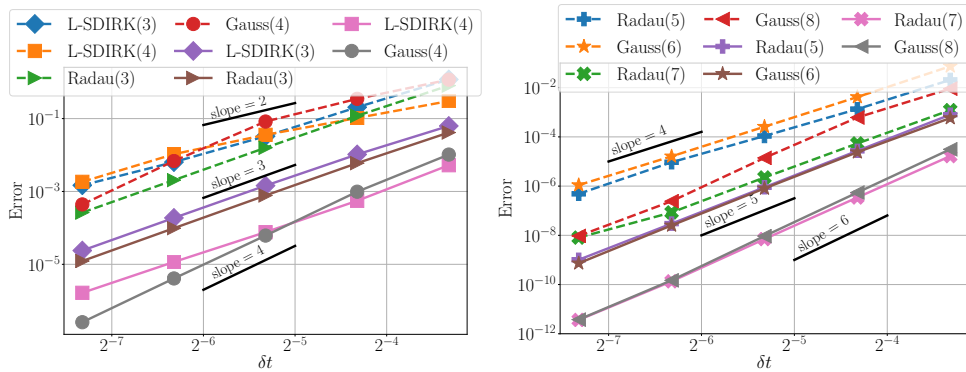 L-SDIRK(3) Gauss(4) L-SDIRK(4)
L-SDIRK(4) L-SDIRK(3) Gauss(4)
Radau(3) Radau(3)
10⁻¹
10⁻³
10⁻⁵
Error
slope = 2
slope = 3
slope = 4
2⁻⁷ 2⁻⁶ 2⁻⁵ 2⁻⁴
δt
Radau(5) Gauss(8) Radau(7)
Gauss(6) Radau(5) Gauss(8)
Radau(7) Gauss(6)
10⁻²
10⁻⁴
10⁻⁶
10⁻⁸
10⁻¹⁰
10⁻¹²
Error
slope = 4
slope = 5
slope = 6
2⁻⁷ 2⁻⁶ 2⁻⁵ 2⁻⁴
δt